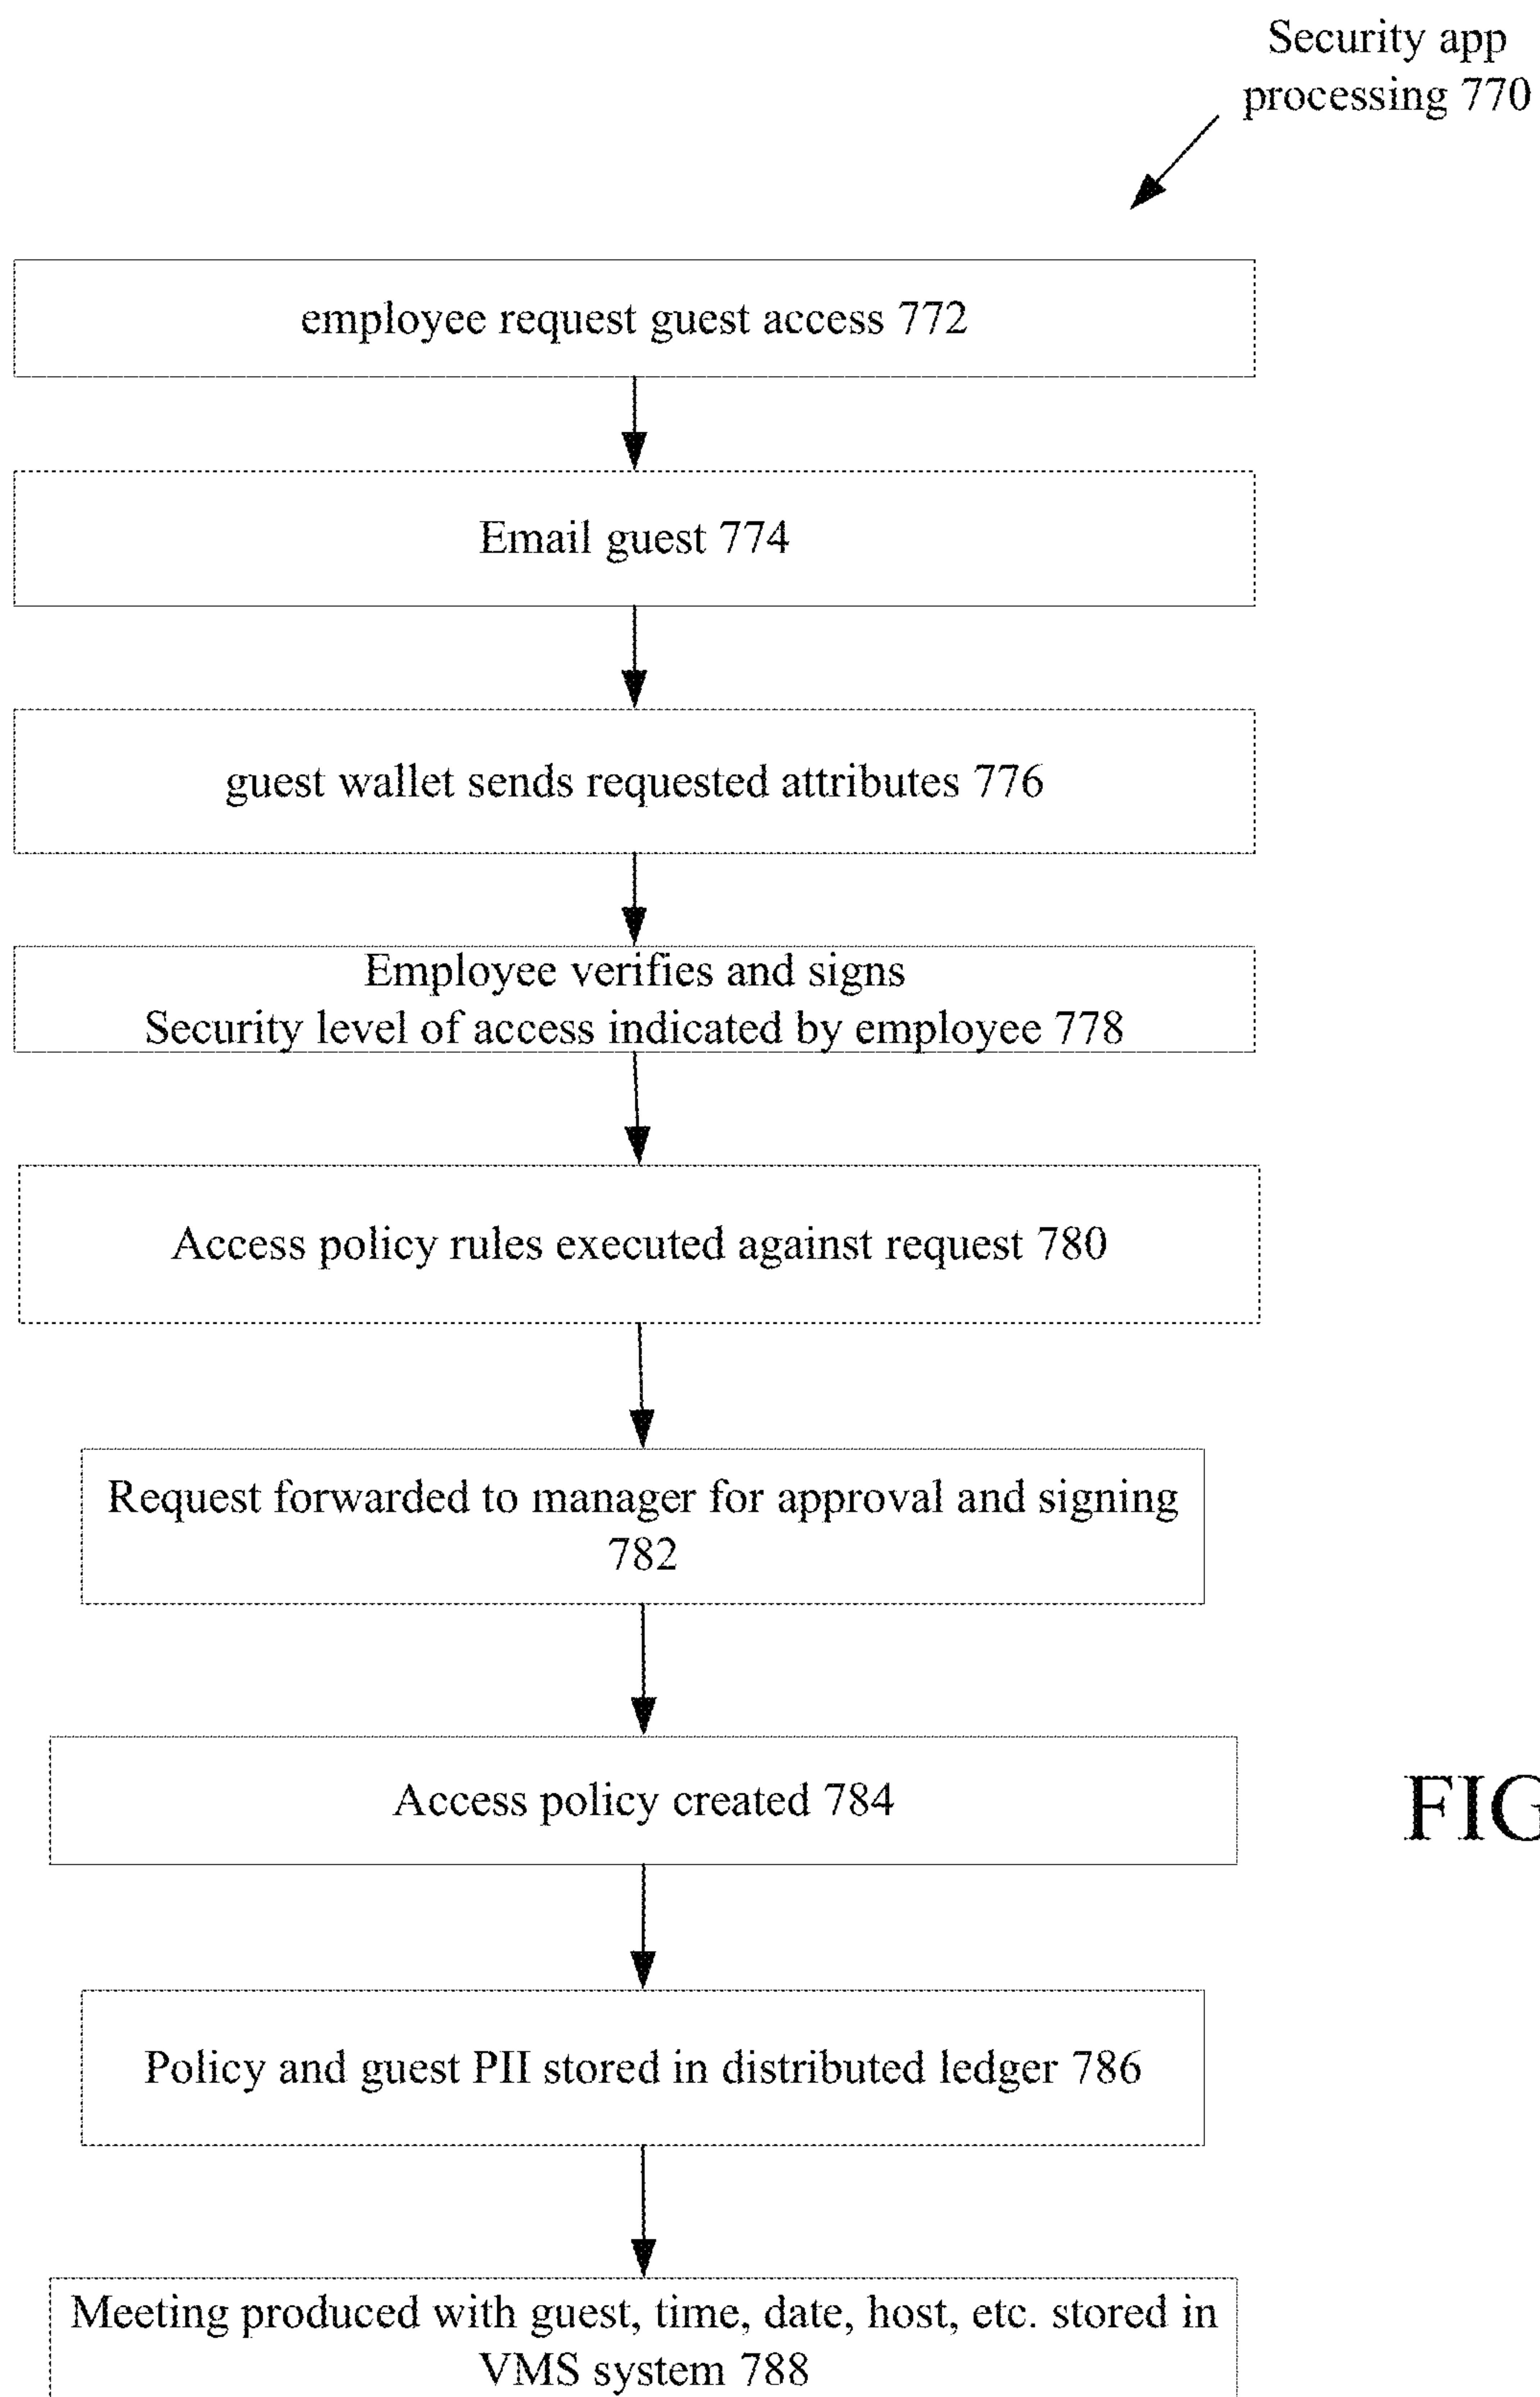 Security app
processing 770
employee request guest access 772
Email guest 774
guest wallet sends requested attributes 776
Employee verifies and signs
Security level of access indicated by employee 778
Access policy rules executed against request 780
Request forwarded to manager for approval and signing
782
Access policy created 784
FIG
Policy and guest PII stored in distributed ledger 786
Meeting produced with guest, time, date, host, etc. stored in
VMS system 788